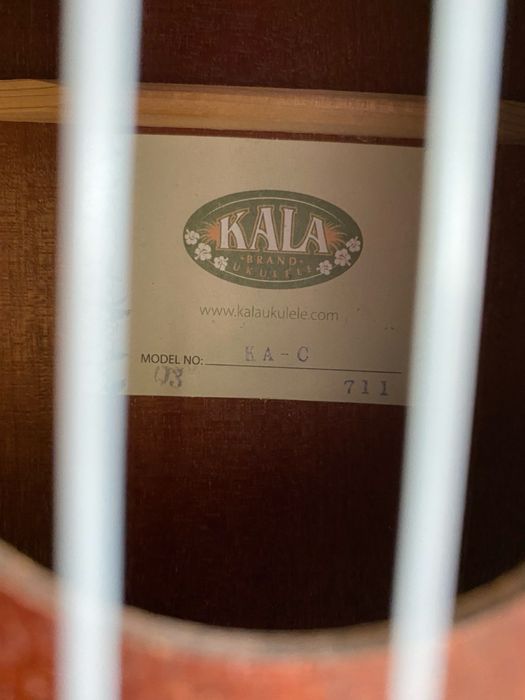 KALA
BRAND
UKULELE
www.kalaukulele.com
MODEL NO: KA-C
711